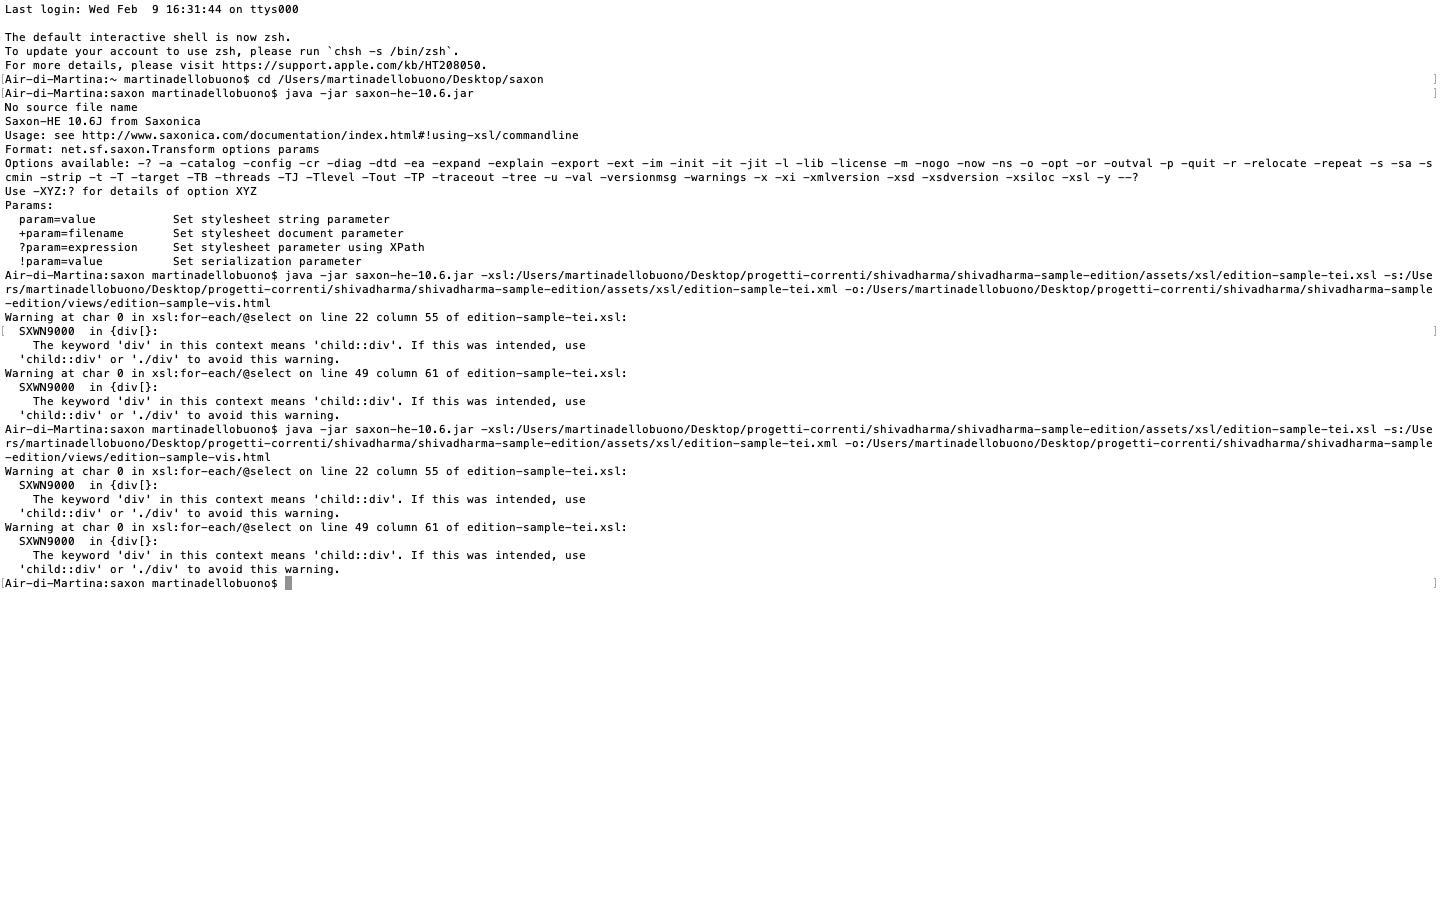 Last login: Wed Feb  9 16:31:44 on ttys000

The default interactive shell is now zsh.
To update your account to use zsh, please run `chsh -s /bin/zsh`.
For more details, please visit https://support.apple.com/kb/HT208050.
[Air-di-Martina:~ martinadellobuono$ cd /Users/martinadellobuono/Desktop/saxon ]
[Air-di-Martina:saxon martinadellobuono$ java -jar saxon-he-10.6.jar ]
No source file name
Saxon-HE 10.6J from Saxonica
Usage: see http://www.saxonica.com/documentation/index.html#!using-xsl/commandline
Format: net.sf.saxon.Transform options params
Options available: -? -a -catalog -config -cr -diag -dtd -ea -expand -explain -export -ext -im -init -it -jit -l -lib -license -m -nogo -now -ns -o -opt -or -outval -p -quit -r -relocate -repeat -s -sa -s
cmin -strip -t -T -target -TB -threads -TJ -Tlevel -Tout -TP -traceout -tree -u -val -versionmsg -warnings -x -xi -xmlversion -xsd -xsdversion -xsiloc -xsl -y --?
Use -XYZ:? for details of option XYZ
Params:
  param=value           Set stylesheet string parameter
  +param=filename       Set stylesheet document parameter
  ?param=expression     Set stylesheet parameter using XPath
  !param=value          Set serialization parameter
Air-di-Martina:saxon martinadellobuono$ java -jar saxon-he-10.6.jar -xsl:/Users/martinadellobuono/Desktop/progetti-correnti/shivadharma/shivadharma-sample-edition/assets/xsl/edition-sample-tei.xsl -s:/Use
rs/martinadellobuono/Desktop/progetti-correnti/shivadharma/shivadharma-sample-edition/assets/xsl/edition-sample-tei.xml -o:/Users/martinadellobuono/Desktop/progetti-correnti/shivadharma/shivadharma-sample
-edition/views/edition-sample-vis.html
Warning at char 0 in xsl:for-each/@select on line 22 column 55 of edition-sample-tei.xsl:
[  SXWN9000  in {div[}: ]
    The keyword 'div' in this context means 'child::div'. If this was intended, use
  'child::div' or './div' to avoid this warning.
Warning at char 0 in xsl:for-each/@select on line 49 column 61 of edition-sample-tei.xsl:
  SXWN9000  in {div[}:
    The keyword 'div' in this context means 'child::div'. If this was intended, use
  'child::div' or './div' to avoid this warning.
Air-di-Martina:saxon martinadellobuono$ java -jar saxon-he-10.6.jar -xsl:/Users/martinadellobuono/Desktop/progetti-correnti/shivadharma/shivadharma-sample-edition/assets/xsl/edition-sample-tei.xsl -s:/Use
rs/martinadellobuono/Desktop/progetti-correnti/shivadharma/shivadharma-sample-edition/assets/xsl/edition-sample-tei.xml -o:/Users/martinadellobuono/Desktop/progetti-correnti/shivadharma/shivadharma-sample
-edition/views/edition-sample-vis.html
Warning at char 0 in xsl:for-each/@select on line 22 column 55 of edition-sample-tei.xsl:
  SXWN9000  in {div[}:
    The keyword 'div' in this context means 'child::div'. If this was intended, use
  'child::div' or './div' to avoid this warning.
Warning at char 0 in xsl:for-each/@select on line 49 column 61 of edition-sample-tei.xsl:
  SXWN9000  in {div[}:
    The keyword 'div' in this context means 'child::div'. If this was intended, use
  'child::div' or './div' to avoid this warning.
[Air-di-Martina:saxon martinadellobuono$ ]